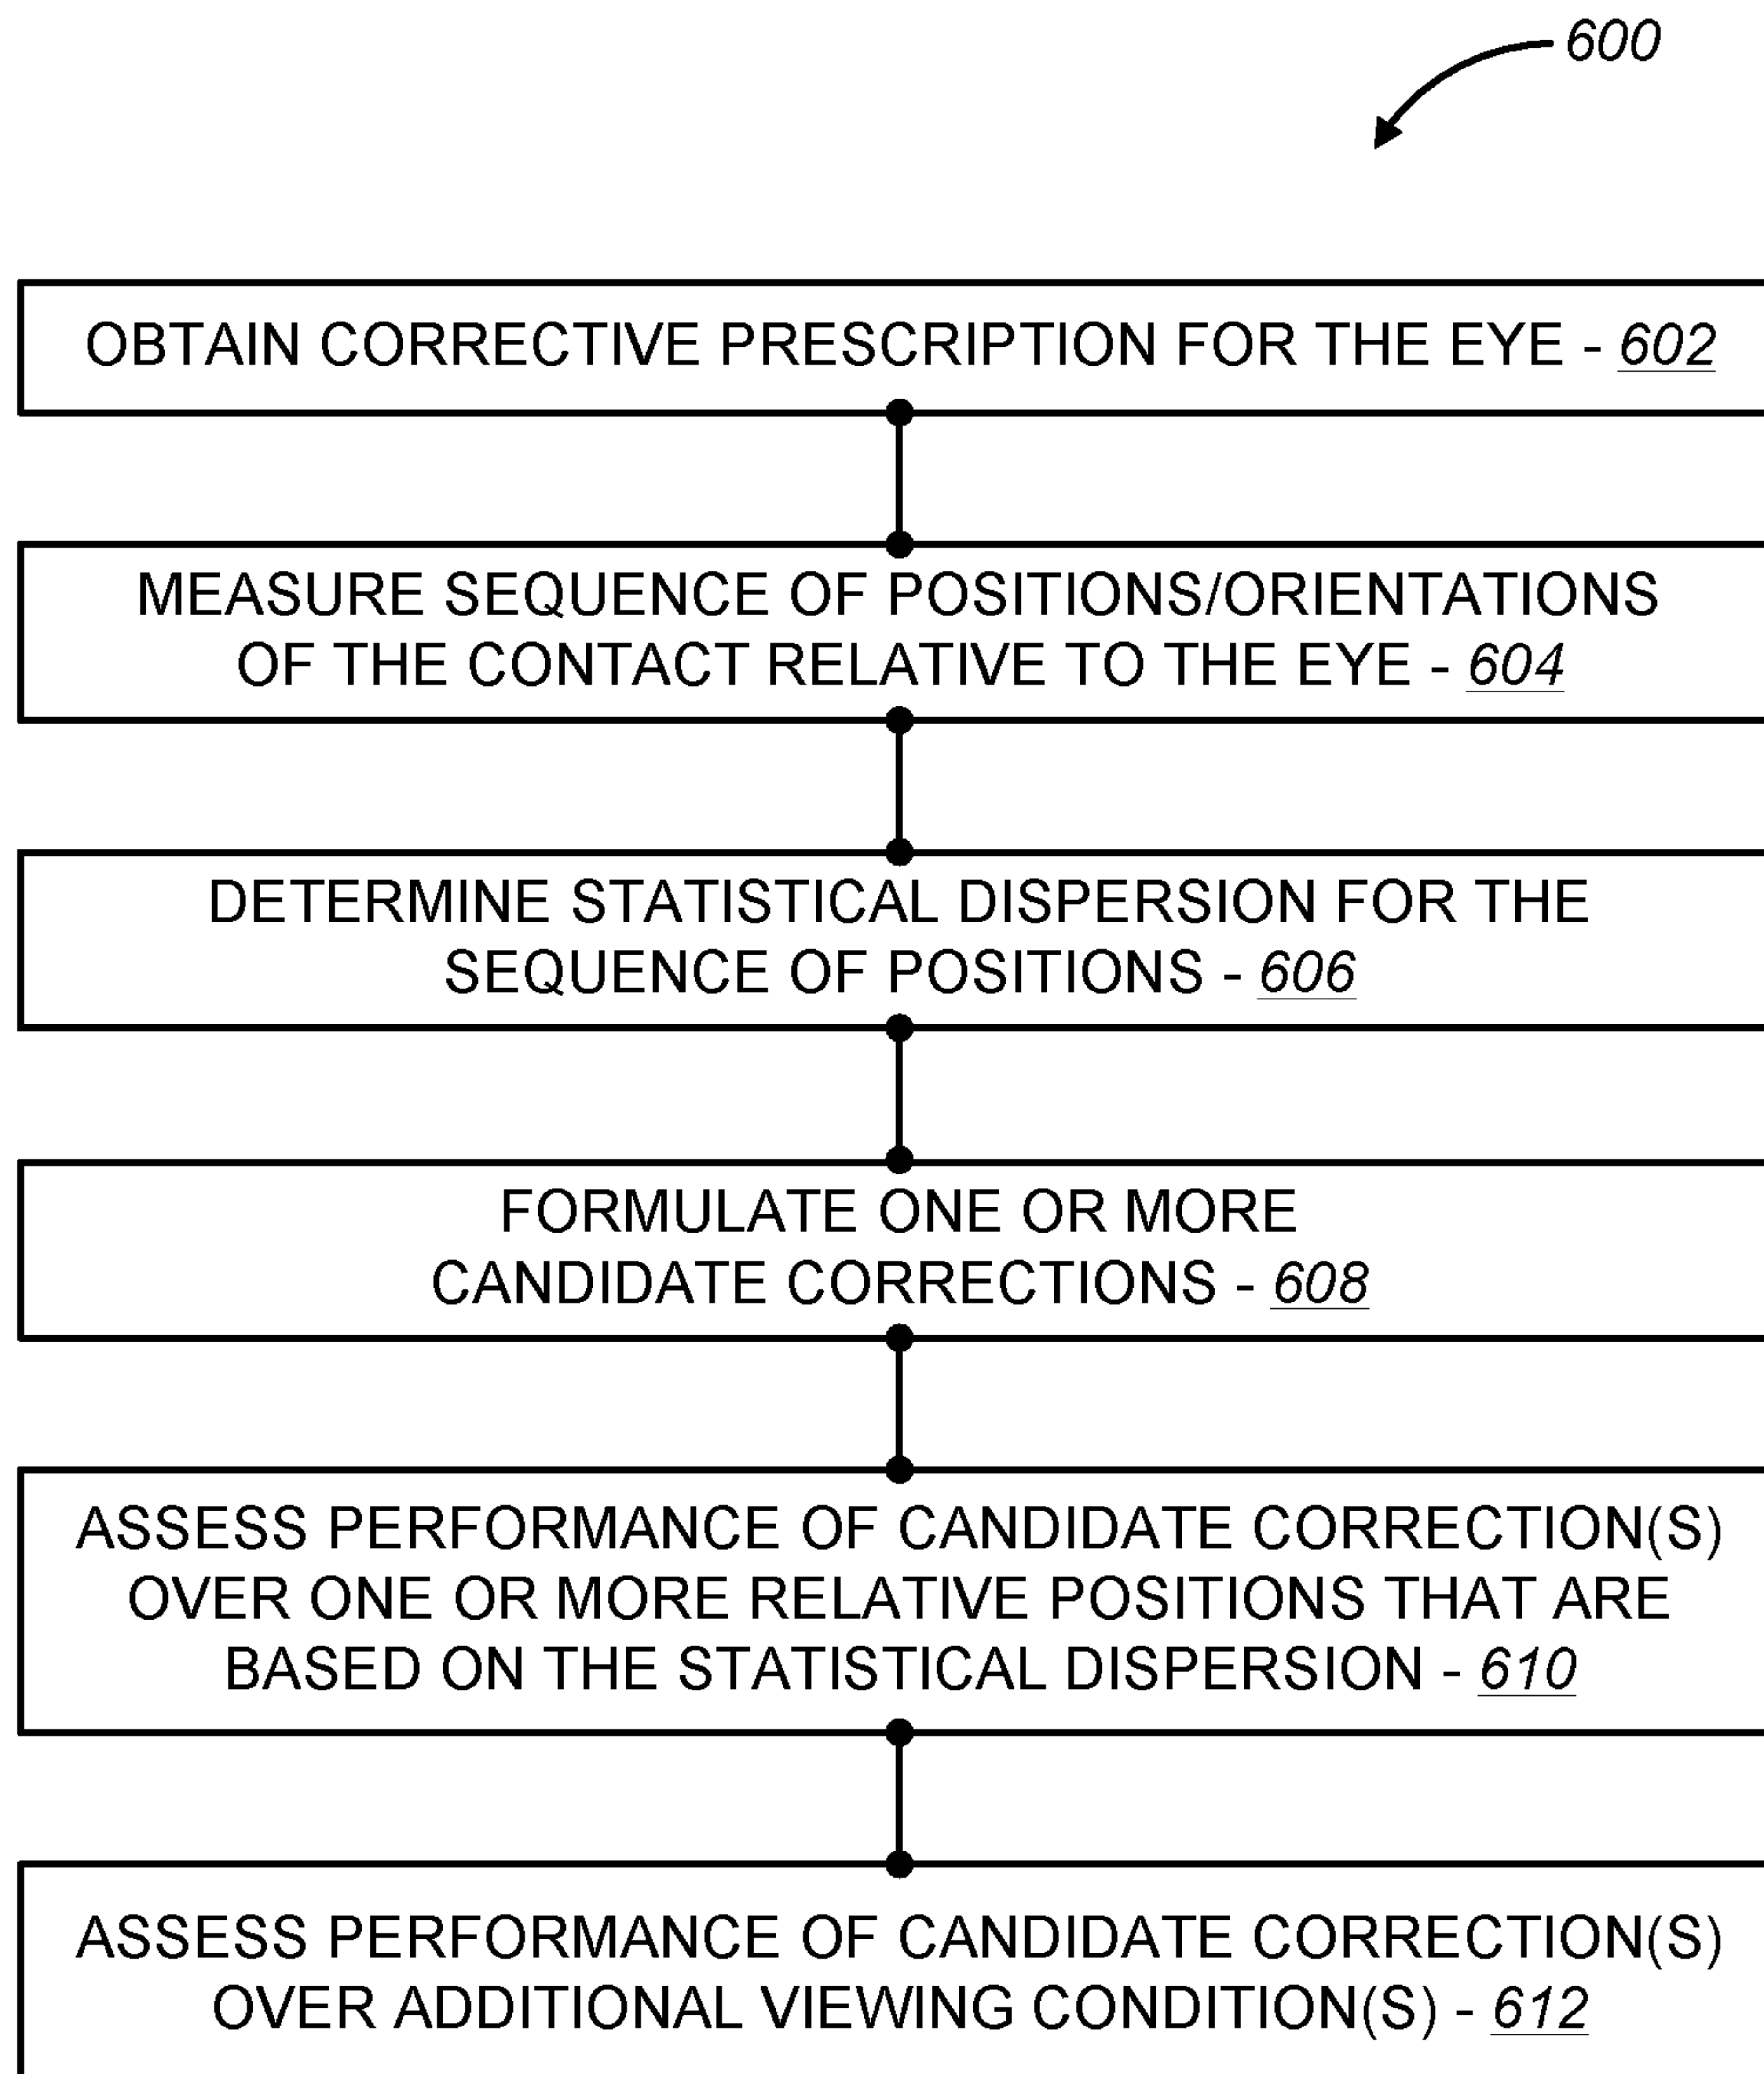 600
OBTAIN CORRECTIVE PRESCRIPTION FOR THE EYE - 602
MEASURE SEQUENCE OF POSITIONS/ORIENTATIONS
OF THE CONTACT RELATIVE TO THE EYE - 604
DETERMINE STATISTICAL DISPERSION FOR THE
SEQUENCE OF POSITIONS - 606
FORMULATE ONE OR MORE
CANDIDATE CORRECTIONS - 608
ASSESS PERFORMANCE OF CANDIDATE CORRECTION(S)
OVER ONE OR MORE RELATIVE POSITIONS THAT ARE
BASED ON THE STATISTICAL DISPERSION - 610
ASSESS PERFORMANCE OF CANDIDATE CORRECTION(S)
OVER ADDITIONAL VIEWING CONDITION(S) - 612